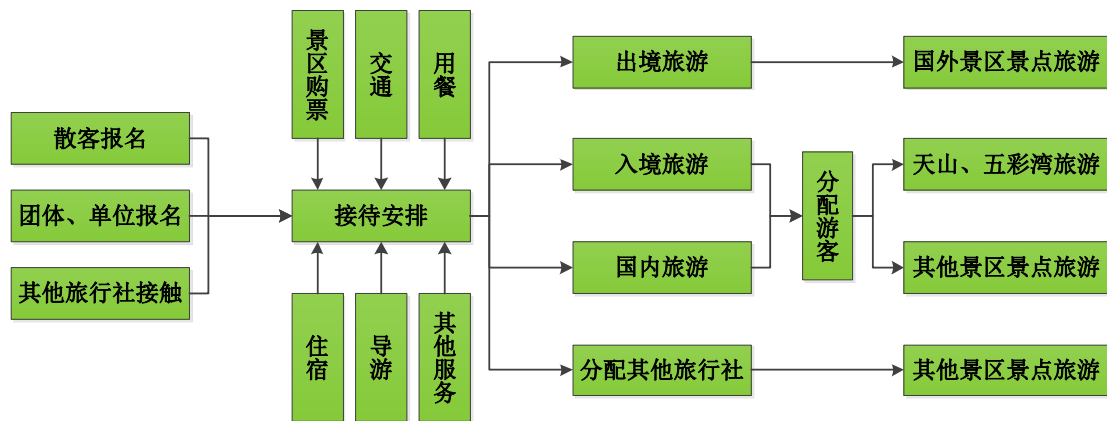 散客报名
团体、单位报名
其他旅行社接触
景区购票
交通
用餐
接待安排
住宿
导游
其他服务
出境旅游
入境旅游
国内旅游
分配其他旅行社
分配游客
国外景区景点旅游
天山、五彩湾旅游
其他景区景点旅游
其他景区景点旅游